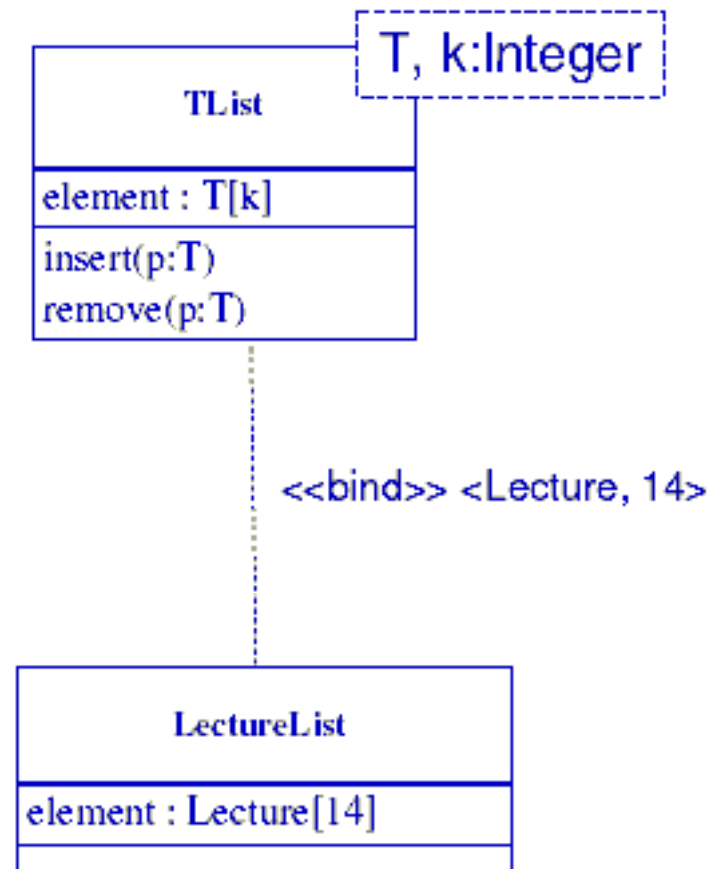 T, k:Integer
TList
element : T[k]
insert(p:T)
remove(p:T)
<<bind>> <Lecture, 14>
LectureList
element : Lecture[14]